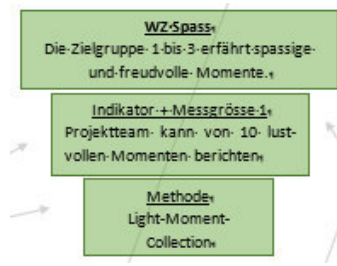 WZ·Spass¶
Die·Zielgruppe·1·bis·3·erfährt·spassige·
und·freudvolle·Momente.¶
Indikator·+·Messgrösse·1¶
Projektteam· kann· von· 10· lust-
vollen·Momenten·berichten¶
Methode¶
Light-Moment-
Collection¶